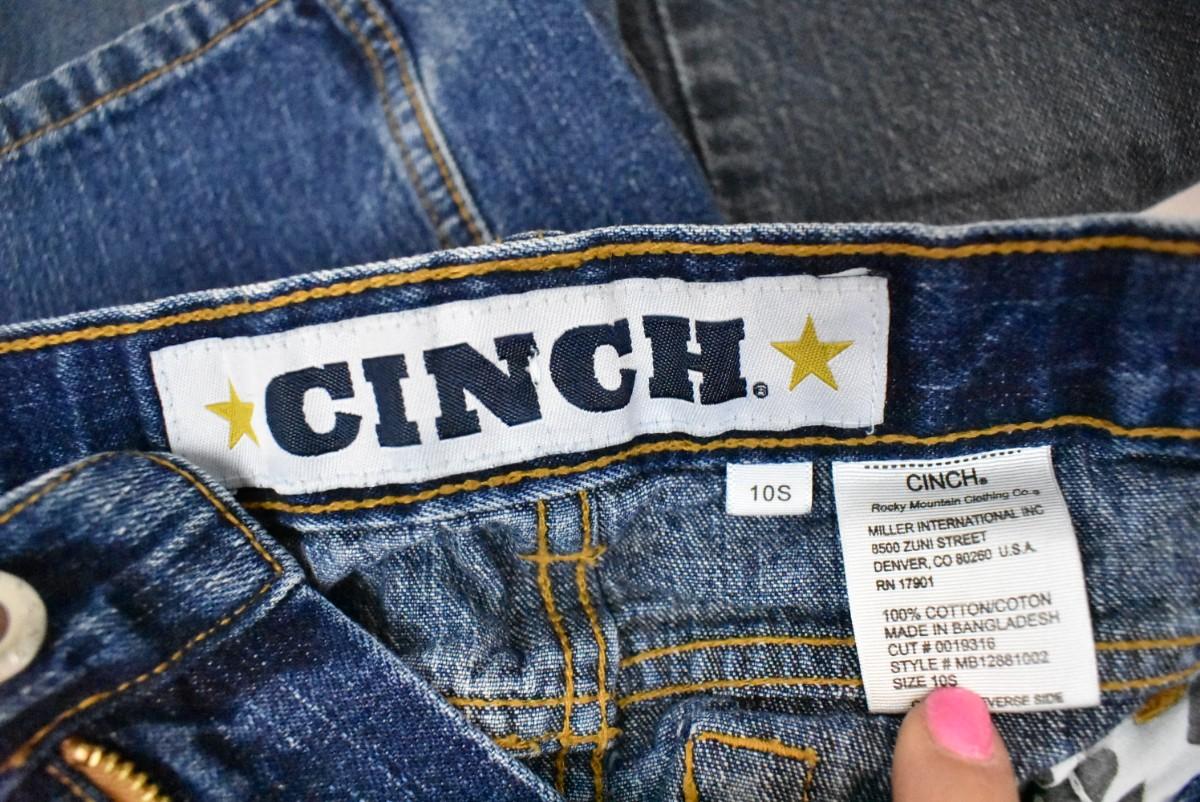 CINCH®
10S
CINCH®
Rocky Mountain Clothing Co.®
MILLER INTERNATIONAL INC
8500 ZUNI STREET
DENVER, CO 80260 U.S.A.
RN 17901
100% COTTON/COTON
MADE IN BANGLADESH
CUT # 0019316
STYLE # MB12881002
SIZE 10S
SIDE